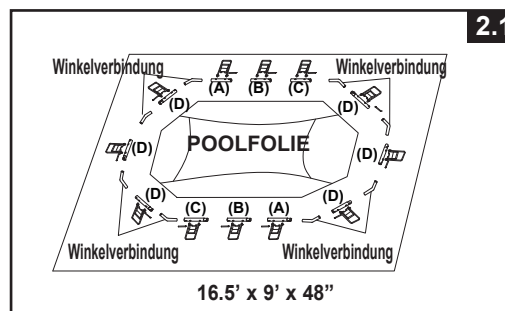 2.1
Winkelverbindung Winkelverbindung
(A) (B) (C)
(D) (D)
POOLFOLIE
(D) (D)
(D) (D)
(C) (B) (A)
Winkelverbindung Winkelverbindung
16.5’ x 9’ x 48”